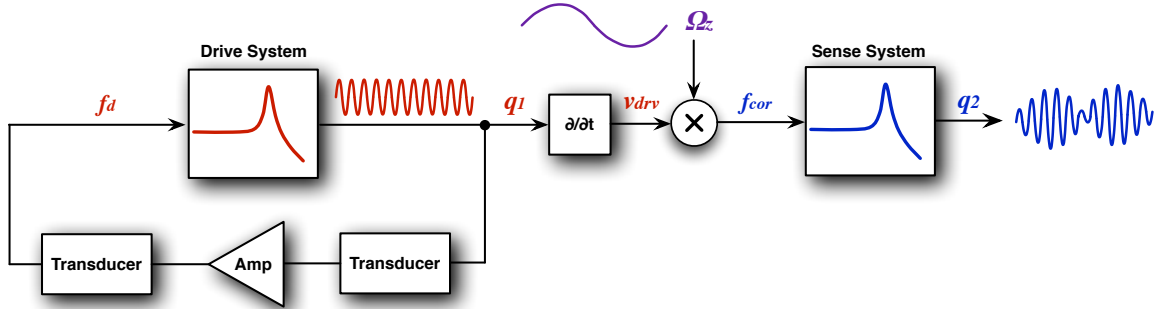 Drive System
Ωz
Sense System
fd
q1
∂/∂t
vdrv
×
fcor
q2
Transducer
Amp
Transducer